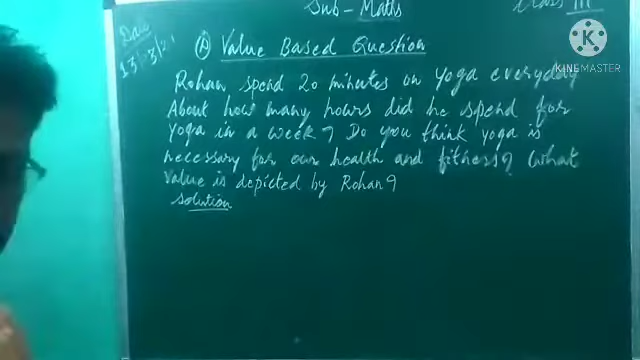 Sub- Maths
Class III
Date
13-3/21
KINEMASTER
Value Based Question
Rohan spend 20 minutes on Yoga everyday
About how many hours did he spend for
Yoga in a week? Do you think yoga is
necessary for our health and fitness? What
value is depicted by Rohan?
Solution